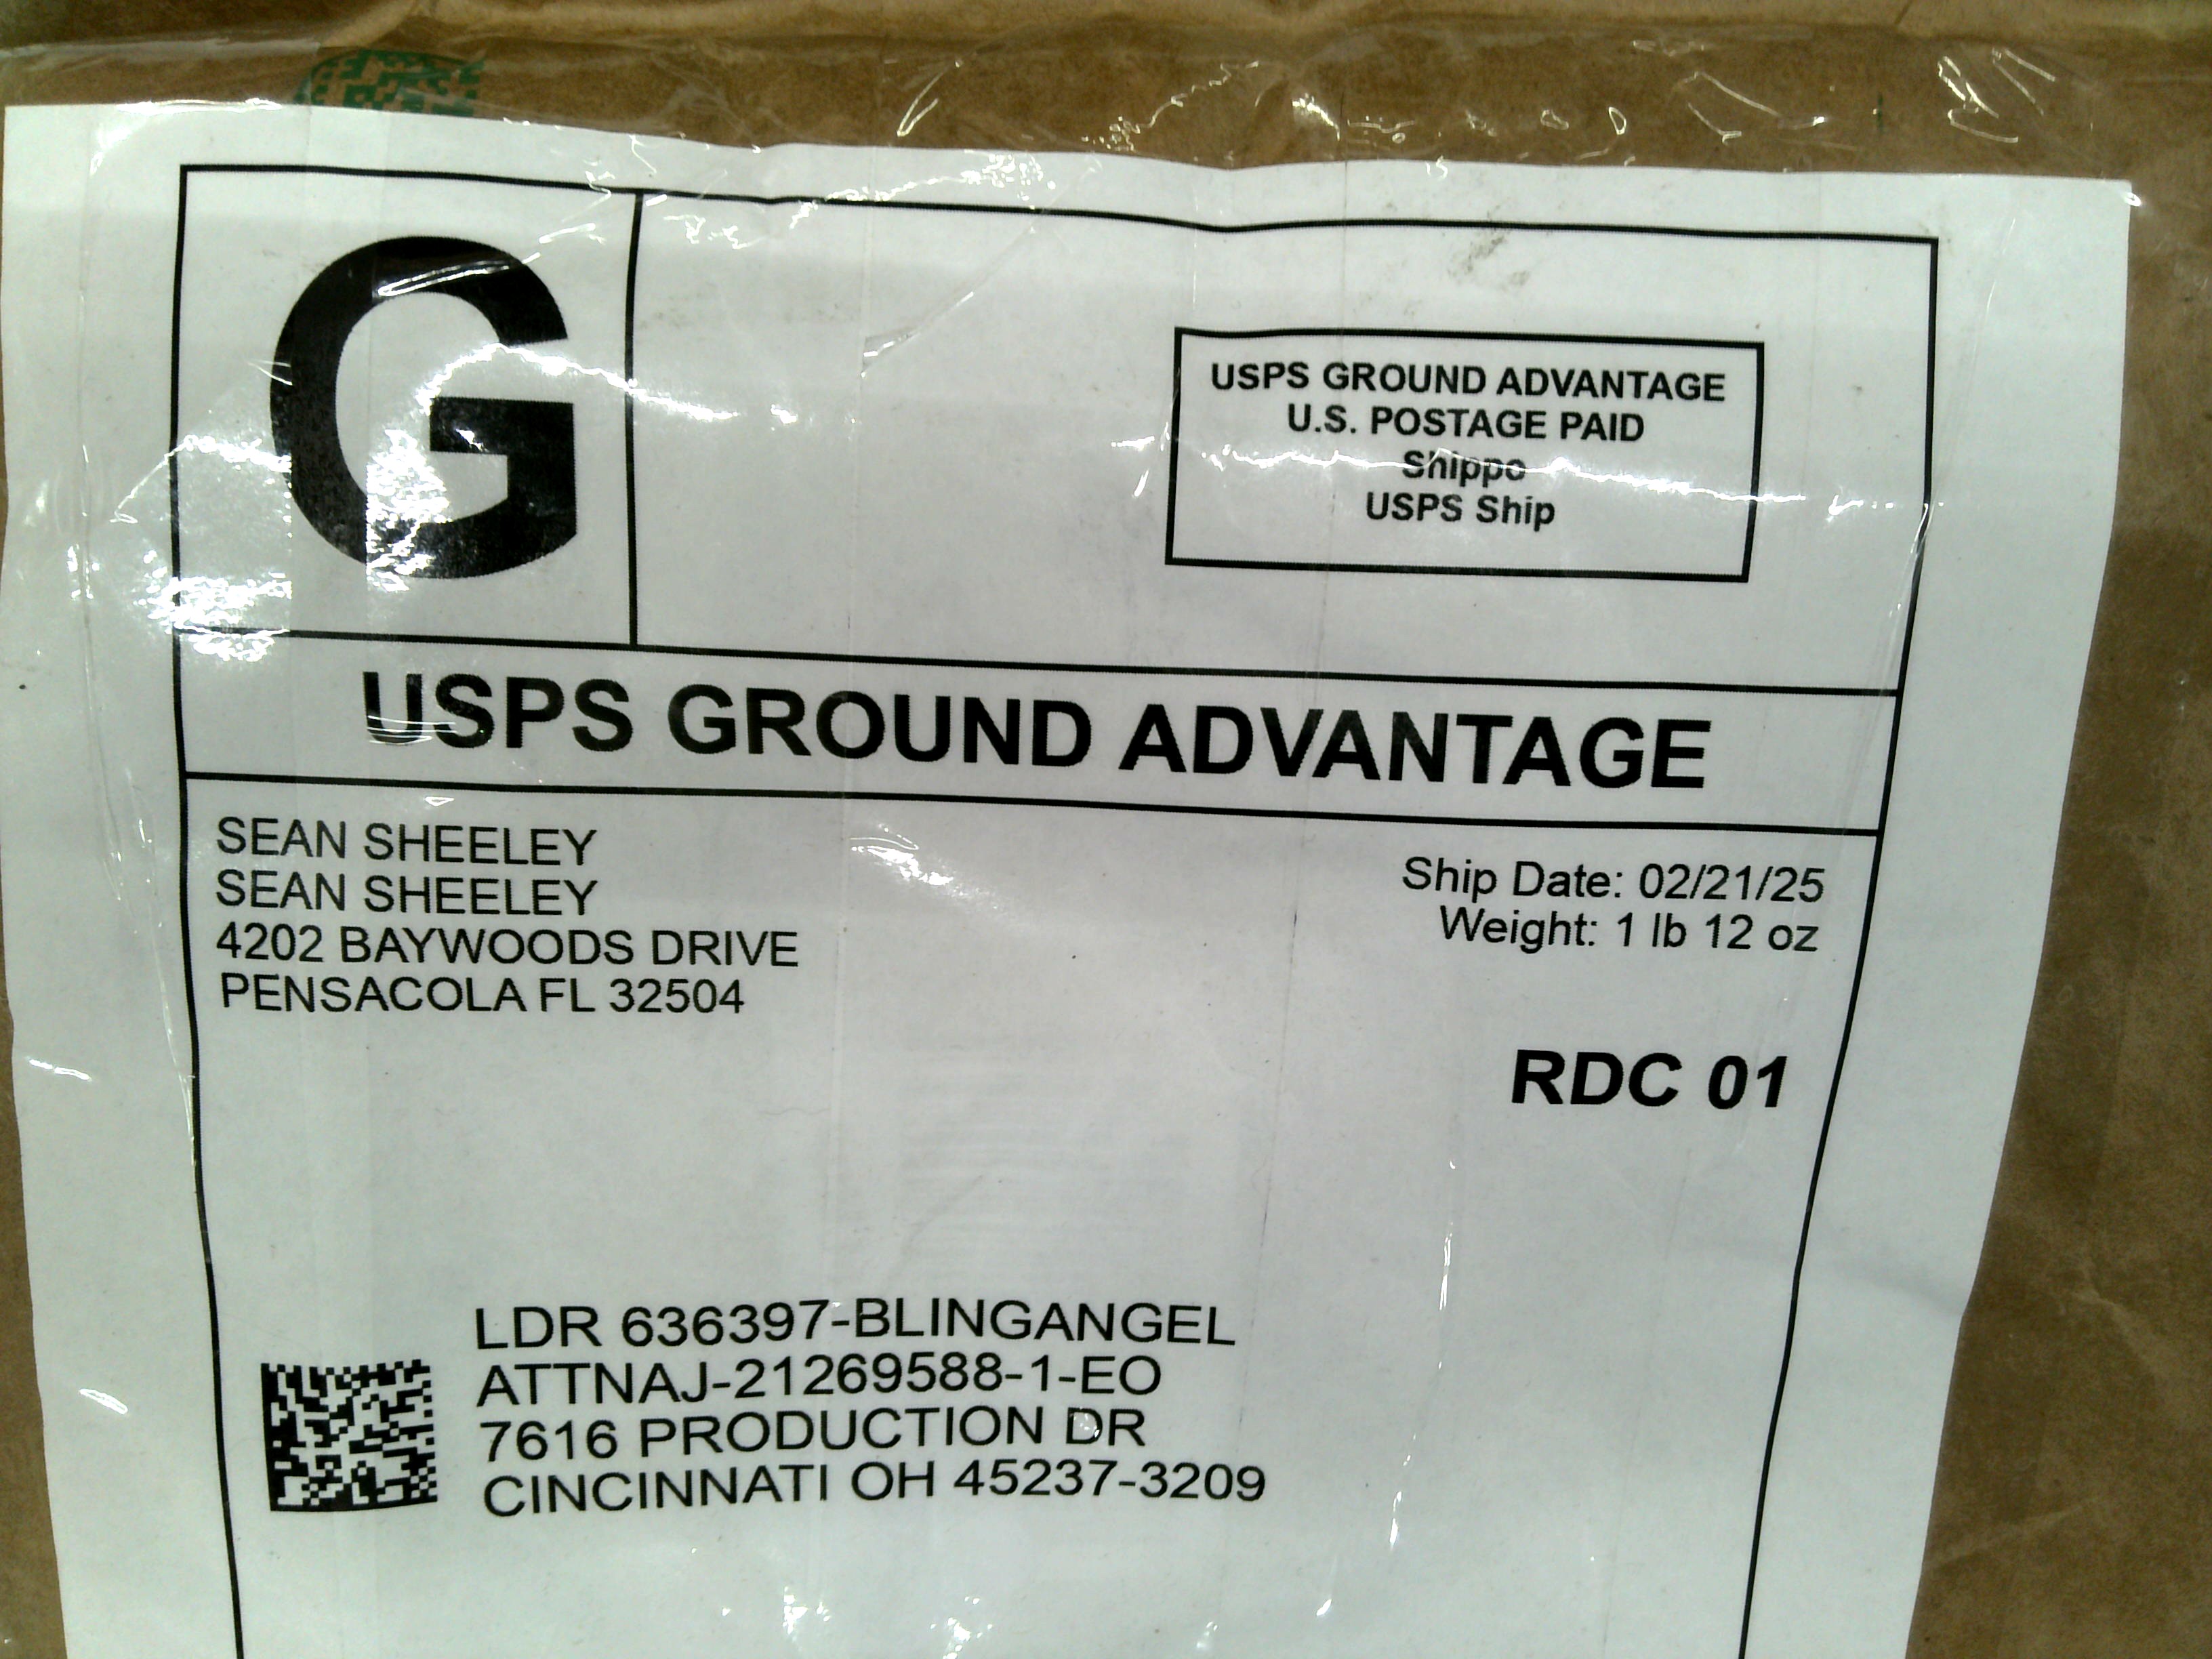 G
USPS GROUND ADVANTAGE
U.S. POSTAGE PAID
Shippo
USPS Ship
USPS GROUND ADVANTAGE
SEAN SHEELEY
SEAN SHEELEY
4202 BAYWOODS DRIVE
PENSACOLA FL 32504
Ship Date: 02/21/25
Weight: 1 lb 12 oz
RDC 01
LDR 636397-BLINGANGEL
ATTNAJ-21269588-1-EO
7616 PRODUCTION DR
CINCINNATI OH 45237-3209